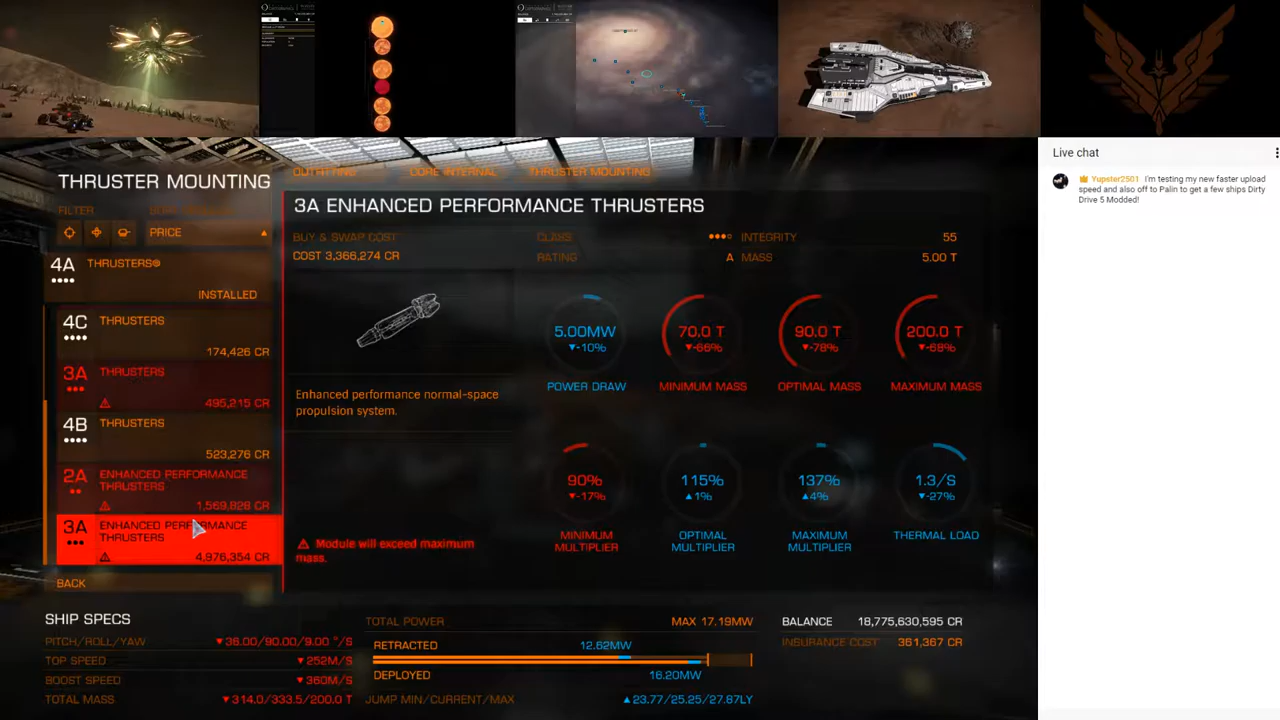 THRUSTER MOUNTING
FILTER
PRICE
4A THRUSTERS
INSTALLED
4C THRUSTERS
174,426 CR
3A THRUSTERS
495,215 CR
4B THRUSTERS
523,276 CR
2A ENHANCED PERFORMANCE
THRUSTERS
1,569,828 CR
3A ENHANCED PERFORMANCE
THRUSTERS
4,976,354 CR
BACK
OUTFITTING CORE INTERNAL THRUSTER MOUNTING
3A ENHANCED PERFORMANCE THRUSTERS
BUY & SWAP COST
COST 3,366,274 CR
CLASS
RATING A
INTEGRITY 55
MASS 5.00 T
Enhanced performance normal-space
propulsion system.
Module will exceed maximum
mass.
5.00MW
▼-10%
POWER DRAW
70.0 T
▼-66%
MINIMUM MASS
90.0 T
▼-78%
OPTIMAL MASS
200.0 T
▼-68%
MAXIMUM MASS
90%
▼-17%
MINIMUM
MULTIPLIER
115%
▲1%
OPTIMAL
MULTIPLIER
137%
▲4%
MAXIMUM
MULTIPLIER
1.3/S
▼-27%
THERMAL LOAD
SHIP SPECS
PITCH/ROLL/YAW ▼36.00/90.00/9.00 °/S
TOP SPEED ▼252M/S
BOOST SPEED ▼360M/S
TOTAL MASS ▼314.0/333.5/200.0 T
TOTAL POWER MAX 17.19MW
RETRACTED 12.62MW
DEPLOYED 16.20MW
JUMP MIN/CURRENT/MAX ▲23.77/25.25/27.87LY
BALANCE 18,775,630,595 CR
INSURANCE COST 361,367 CR
Live chat
Yupster2501 I'm testing my new faster upload
speed and also off to Palin to get a few ships Dirty
Drive 5 Modded!